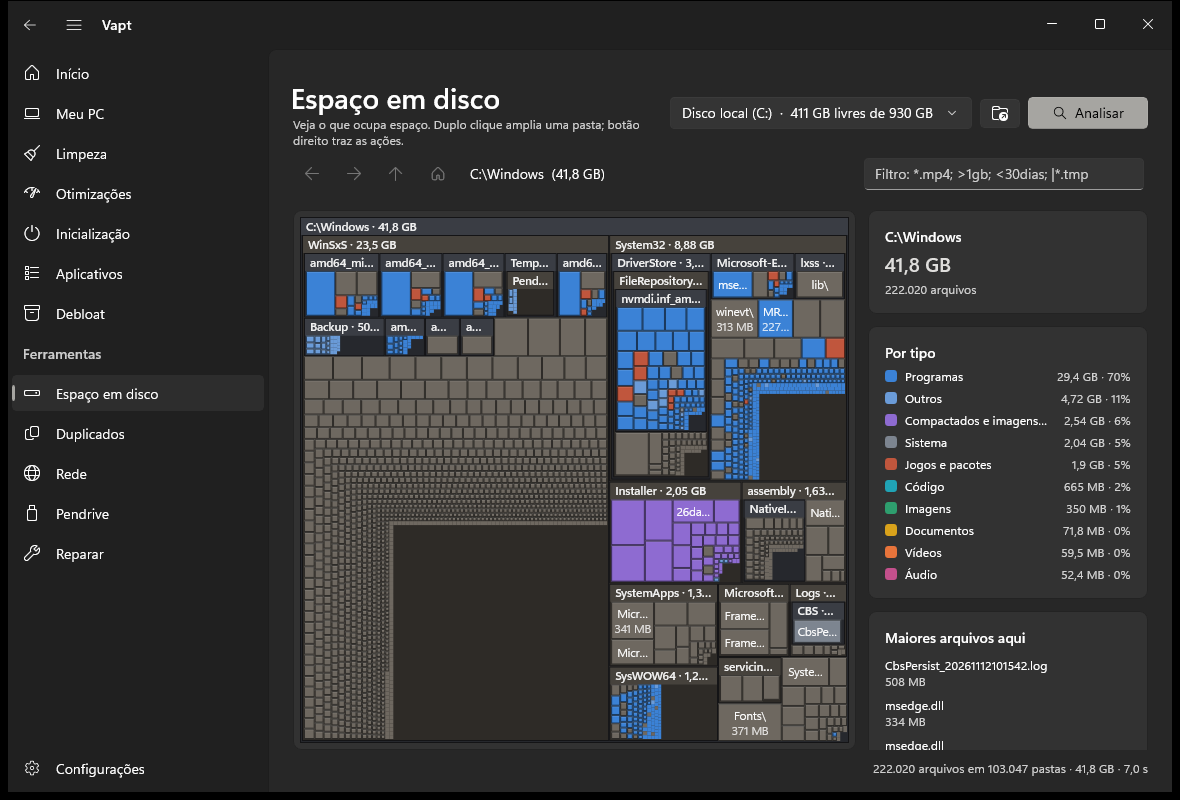 Vapt
Início
Meu PC
Limpeza
Otimizações
Inicialização
Aplicativos
Debloat
Ferramentas
Espaço em disco
Duplicados
Rede
Pendrive
Reparar
Configurações
Espaço em disco
Veja o que ocupa espaço. Duplo clique amplia uma pasta; botão
direito traz as ações.
Disco local (C:) · 411 GB livres de 930 GB
Analisar
C:\Windows (41,8 GB)
Filtro: *.mp4; >1gb; <30dias; |*.tmp
C:\Windows · 41,8 GB
WinSxS · 23,5 GB
amd64_mi...
amd64_...
amd64_...
Temp...
amd6...
Pend...
Backup · 50...
am...
a...
a...
System32 · 8,88 GB
DriverStore · 3,...
Microsoft-E...
lxss ·...
FileRepository...
mse...
lib\
nvmdi.inf_am...
winevt\
313 MB
MR...
227...
Installer · 2,05 GB
26da...
assembly · 1,63...
NativeI...
Nati...
SystemApps · 1,3...
Micr...
341 MB
Micr...
Microsoft...
Frame...
Frame...
Logs ·...
CBS ·...
CbsPe...
SysWOW64 · 1,2...
servicin...
Syste...
Fonts\
371 MB
C:\Windows
41,8 GB
222.020 arquivos
Por tipo
Programas 29,4 GB · 70%
Outros 4,72 GB · 11%
Compactados e imagens... 2,54 GB · 6%
Sistema 2,04 GB · 5%
Jogos e pacotes 1,9 GB · 5%
Código 665 MB · 2%
Imagens 350 MB · 1%
Documentos 71,8 MB · 0%
Vídeos 59,5 MB · 0%
Áudio 52,4 MB · 0%
Maiores arquivos aqui
CbsPersist_20261112101542.log
508 MB
msedge.dll
334 MB
msedge.dll
222.020 arquivos em 103.047 pastas · 41,8 GB · 7,0 s